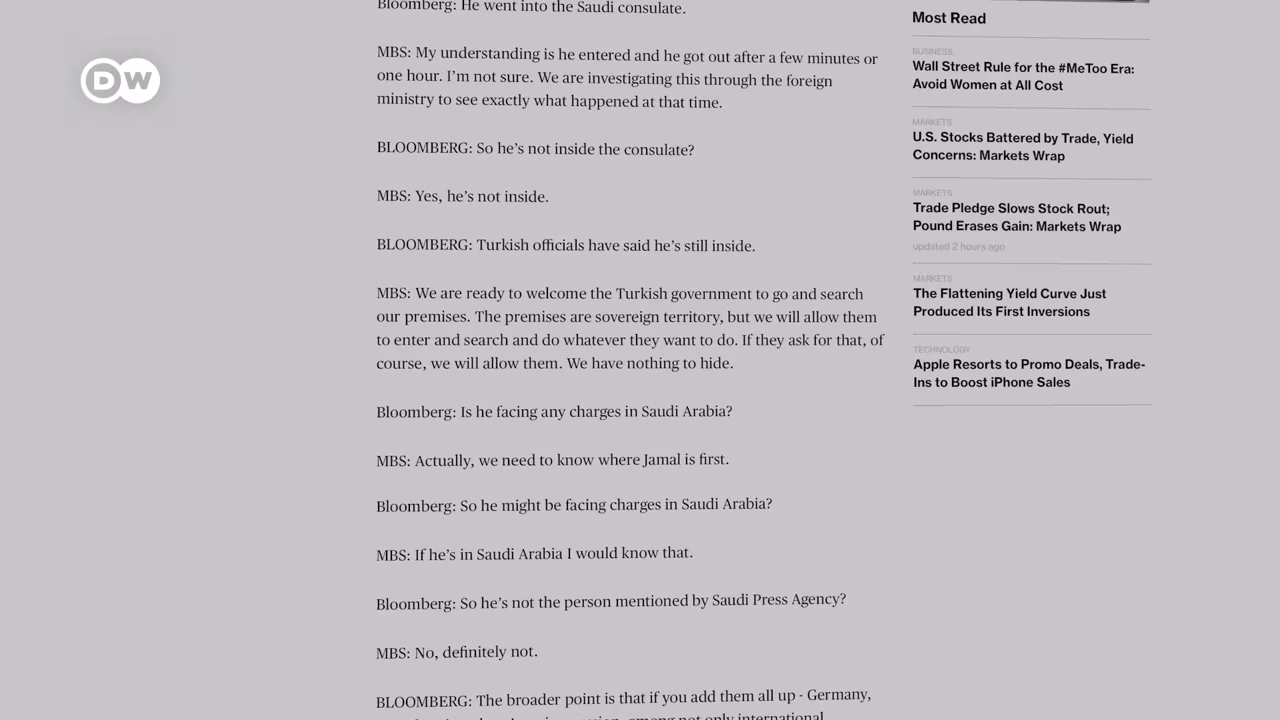 DW
Bloomberg: He went into the Saudi consulate.
MBS: My understanding is he entered and he got out after a few minutes or
one hour. I’m not sure. We are investigating this through the foreign
ministry to see exactly what happened at that time.
BLOOMBERG: So he’s not inside the consulate?
MBS: Yes, he’s not inside.
BLOOMBERG: Turkish officials have said he’s still inside.
MBS: We are ready to welcome the Turkish government to go and search
our premises. The premises are sovereign territory, but we will allow them
to enter and search and do whatever they want to do. If they ask for that, of
course, we will allow them. We have nothing to hide.
Bloomberg: Is he facing any charges in Saudi Arabia?
MBS: Actually, we need to know where Jamal is first.
Bloomberg: So he might be facing charges in Saudi Arabia?
MBS: If he’s in Saudi Arabia I would know that.
Bloomberg: So he’s not the person mentioned by Saudi Press Agency?
MBS: No, definitely not.
BLOOMBERG: The broader point is that if you add them all up - Germany,
among not only international
Most Read
BUSINESS
Wall Street Rule for the #MeToo Era:
Avoid Women at All Cost
MARKETS
U.S. Stocks Battered by Trade, Yield
Concerns: Markets Wrap
MARKETS
Trade Pledge Slows Stock Rout;
Pound Erases Gain: Markets Wrap
updated 2 hours ago
MARKETS
The Flattening Yield Curve Just
Produced Its First Inversions
TECHNOLOGY
Apple Resorts to Promo Deals, Trade-
Ins to Boost iPhone Sales